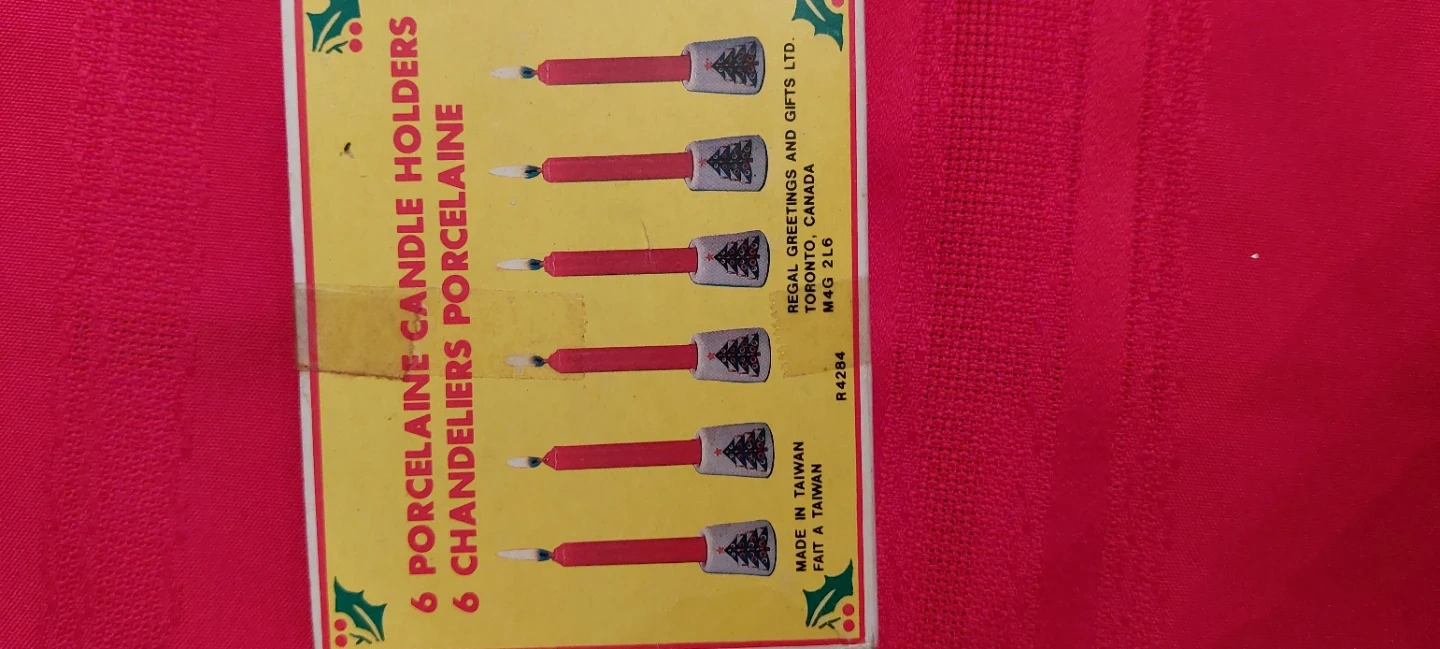 6 PORCELAINE CANDLE HOLDERS
6 CHANDELIERS PORCELAINE
MADE IN TAIWAN
FAIT A TAIWAN
R4284
REGAL GREETINGS AND GIFTS LTD.
TORONTO, CANADA
M4G 2L6